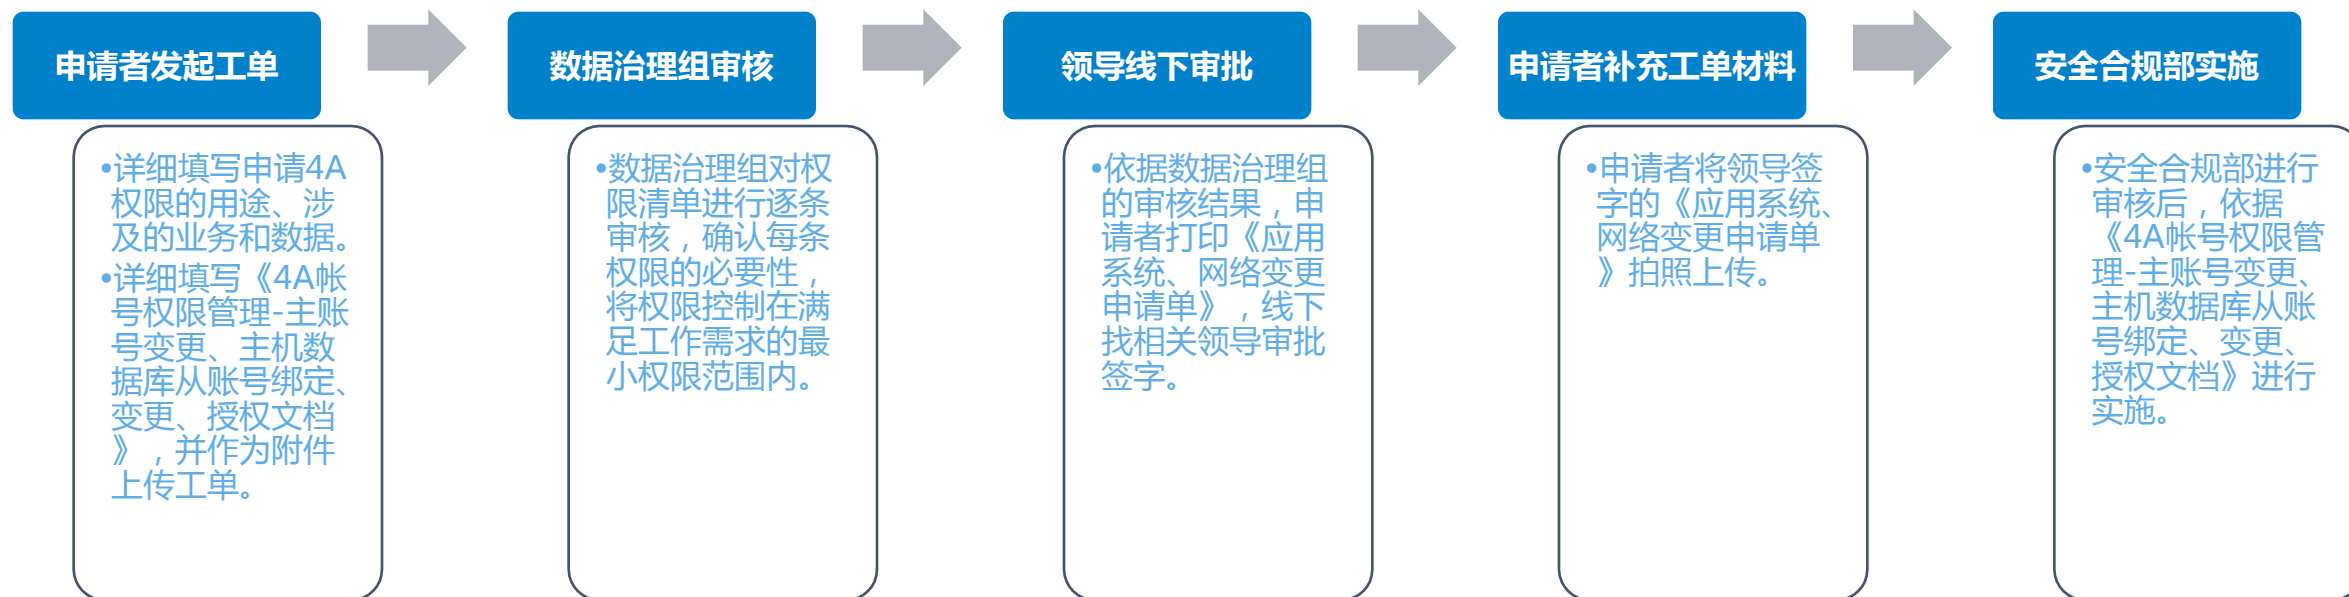 申请者发起工单
•详细填写申请4A
权限的用途、涉
及的业务和数据。
•详细填写《4A帐
号权限管理-主账
号变更、主机数
据库从账号绑定、
变更、授权文档
》，并作为附件
上传工单。
数据治理组审核
•数据治理组对权
限清单进行逐条
审核，确认每条
权限的必要性，
将权限控制在满
足工作需求的最
小权限范围内。
领导线下审批
•依据数据治理组
的审核结果，申
请者打印《应用
系统、网络变更
申请单》，线下
找相关领导审批
签字。
申请者补充工单材料
•申请者将领导签
字的《应用系统、
网络变更申请单
》拍照上传。
安全合规部实施
•安全合规部进行
审核后，依据
《4A帐号权限管
理-主账号变更、
主机数据库从账
号绑定、变更、
授权文档》进行
实施。